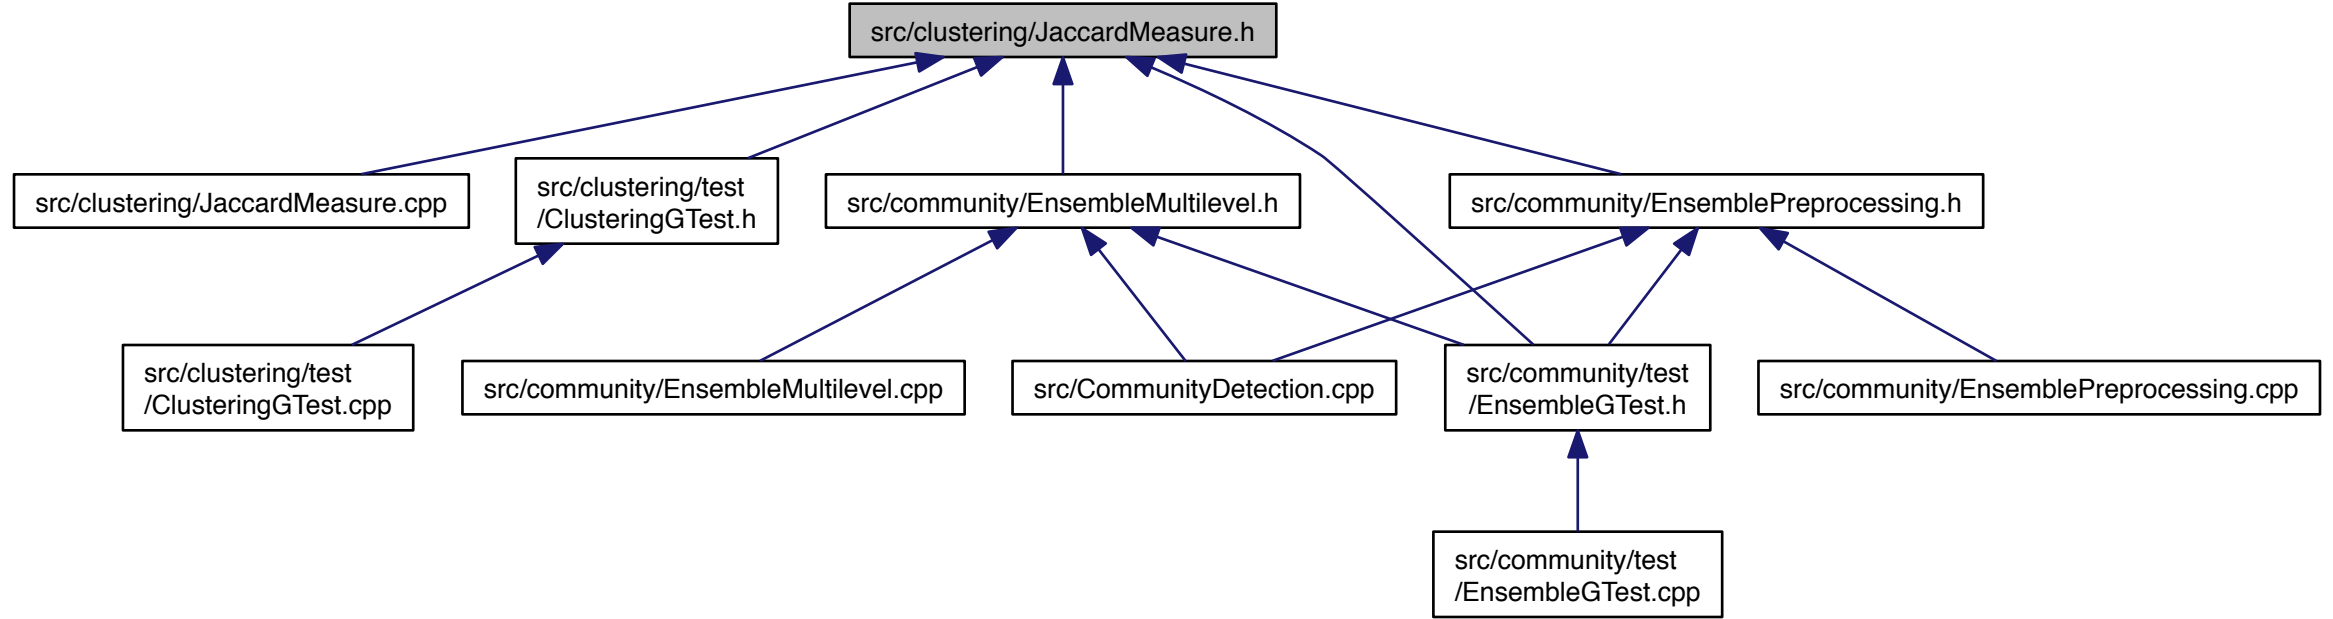 src/clustering/JaccardMeasure.h
src/clustering/JaccardMeasure.cpp
src/clustering/test
/ClusteringGTest.h
src/community/EnsembleMultilevel.h
src/community/EnsemblePreprocessing.h
src/clustering/test
/ClusteringGTest.cpp
src/community/EnsembleMultilevel.cpp
src/CommunityDetection.cpp
src/community/test
/EnsembleGTest.h
src/community/EnsemblePreprocessing.cpp
src/community/test
/EnsembleGTest.cpp